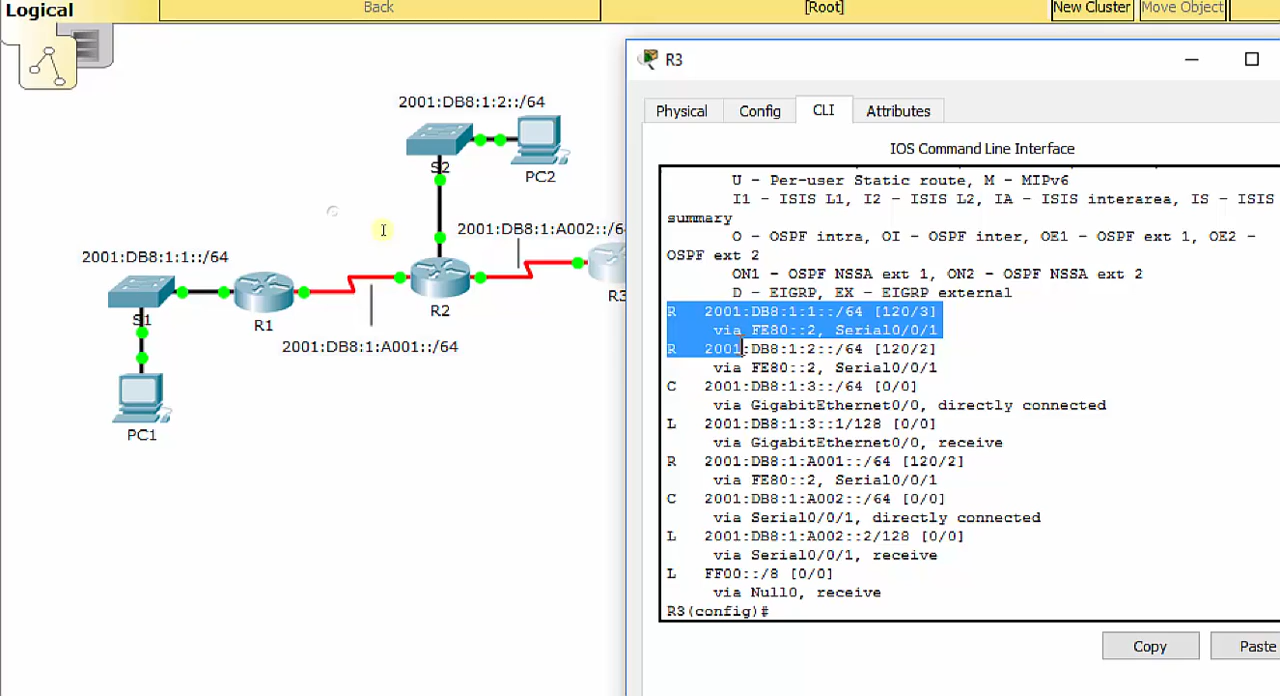 Logical
Back
[Root]
New Cluster
Move Object
2001:DB8:1:2::/64
S2
PC2
2001:DB8:1:A002::/64
2001:DB8:1:1::/64
S1
R1
R2
R3
2001:DB8:1:A001::/64
PC1
R3
Physical
Config
CLI
Attributes
IOS Command Line Interface
U - Per-user Static route, M - MIPv6
I1 - ISIS L1, I2 - ISIS L2, IA - ISIS interarea, IS - ISIS
summary
O - OSPF intra, OI - OSPF inter, OE1 - OSPF ext 1, OE2 -
OSPF ext 2
ON1 - OSPF NSSA ext 1, ON2 - OSPF NSSA ext 2
D - EIGRP, EX - EIGRP external
R 2001:DB8:1:1::/64 [120/3]
via FE80::2, Serial0/0/1
R 2001:DB8:1:2::/64 [120/2]
via FE80::2, Serial0/0/1
C 2001:DB8:1:3::/64 [0/0]
via GigabitEthernet0/0, directly connected
L 2001:DB8:1:3::1/128 [0/0]
via GigabitEthernet0/0, receive
R 2001:DB8:1:A001::/64 [120/2]
via FE80::2, Serial0/0/1
C 2001:DB8:1:A002::/64 [0/0]
via Serial0/0/1, directly connected
L 2001:DB8:1:A002::2/128 [0/0]
via Serial0/0/1, receive
L FF00::/8 [0/0]
via Null0, receive
R3(config)#
Copy
Paste